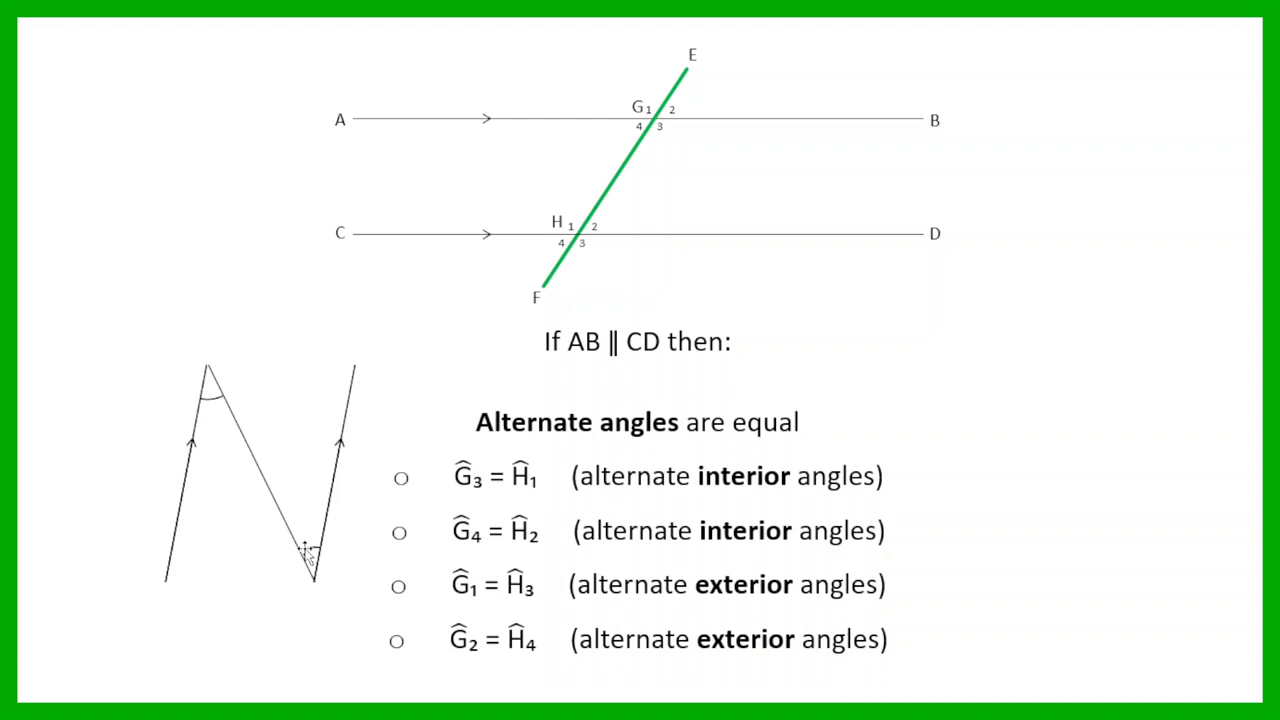 E
A G 1 2 B
4 3
C H 1 2 D
4 3
F
If AB ∥ CD then:
Alternate angles are equal
○ Ĝ₃ = Ĥ₁ (alternate interior angles)
○ Ĝ₄ = Ĥ₂ (alternate interior angles)
○ Ĝ₁ = Ĥ₃ (alternate exterior angles)
○ Ĝ₂ = Ĥ₄ (alternate exterior angles)